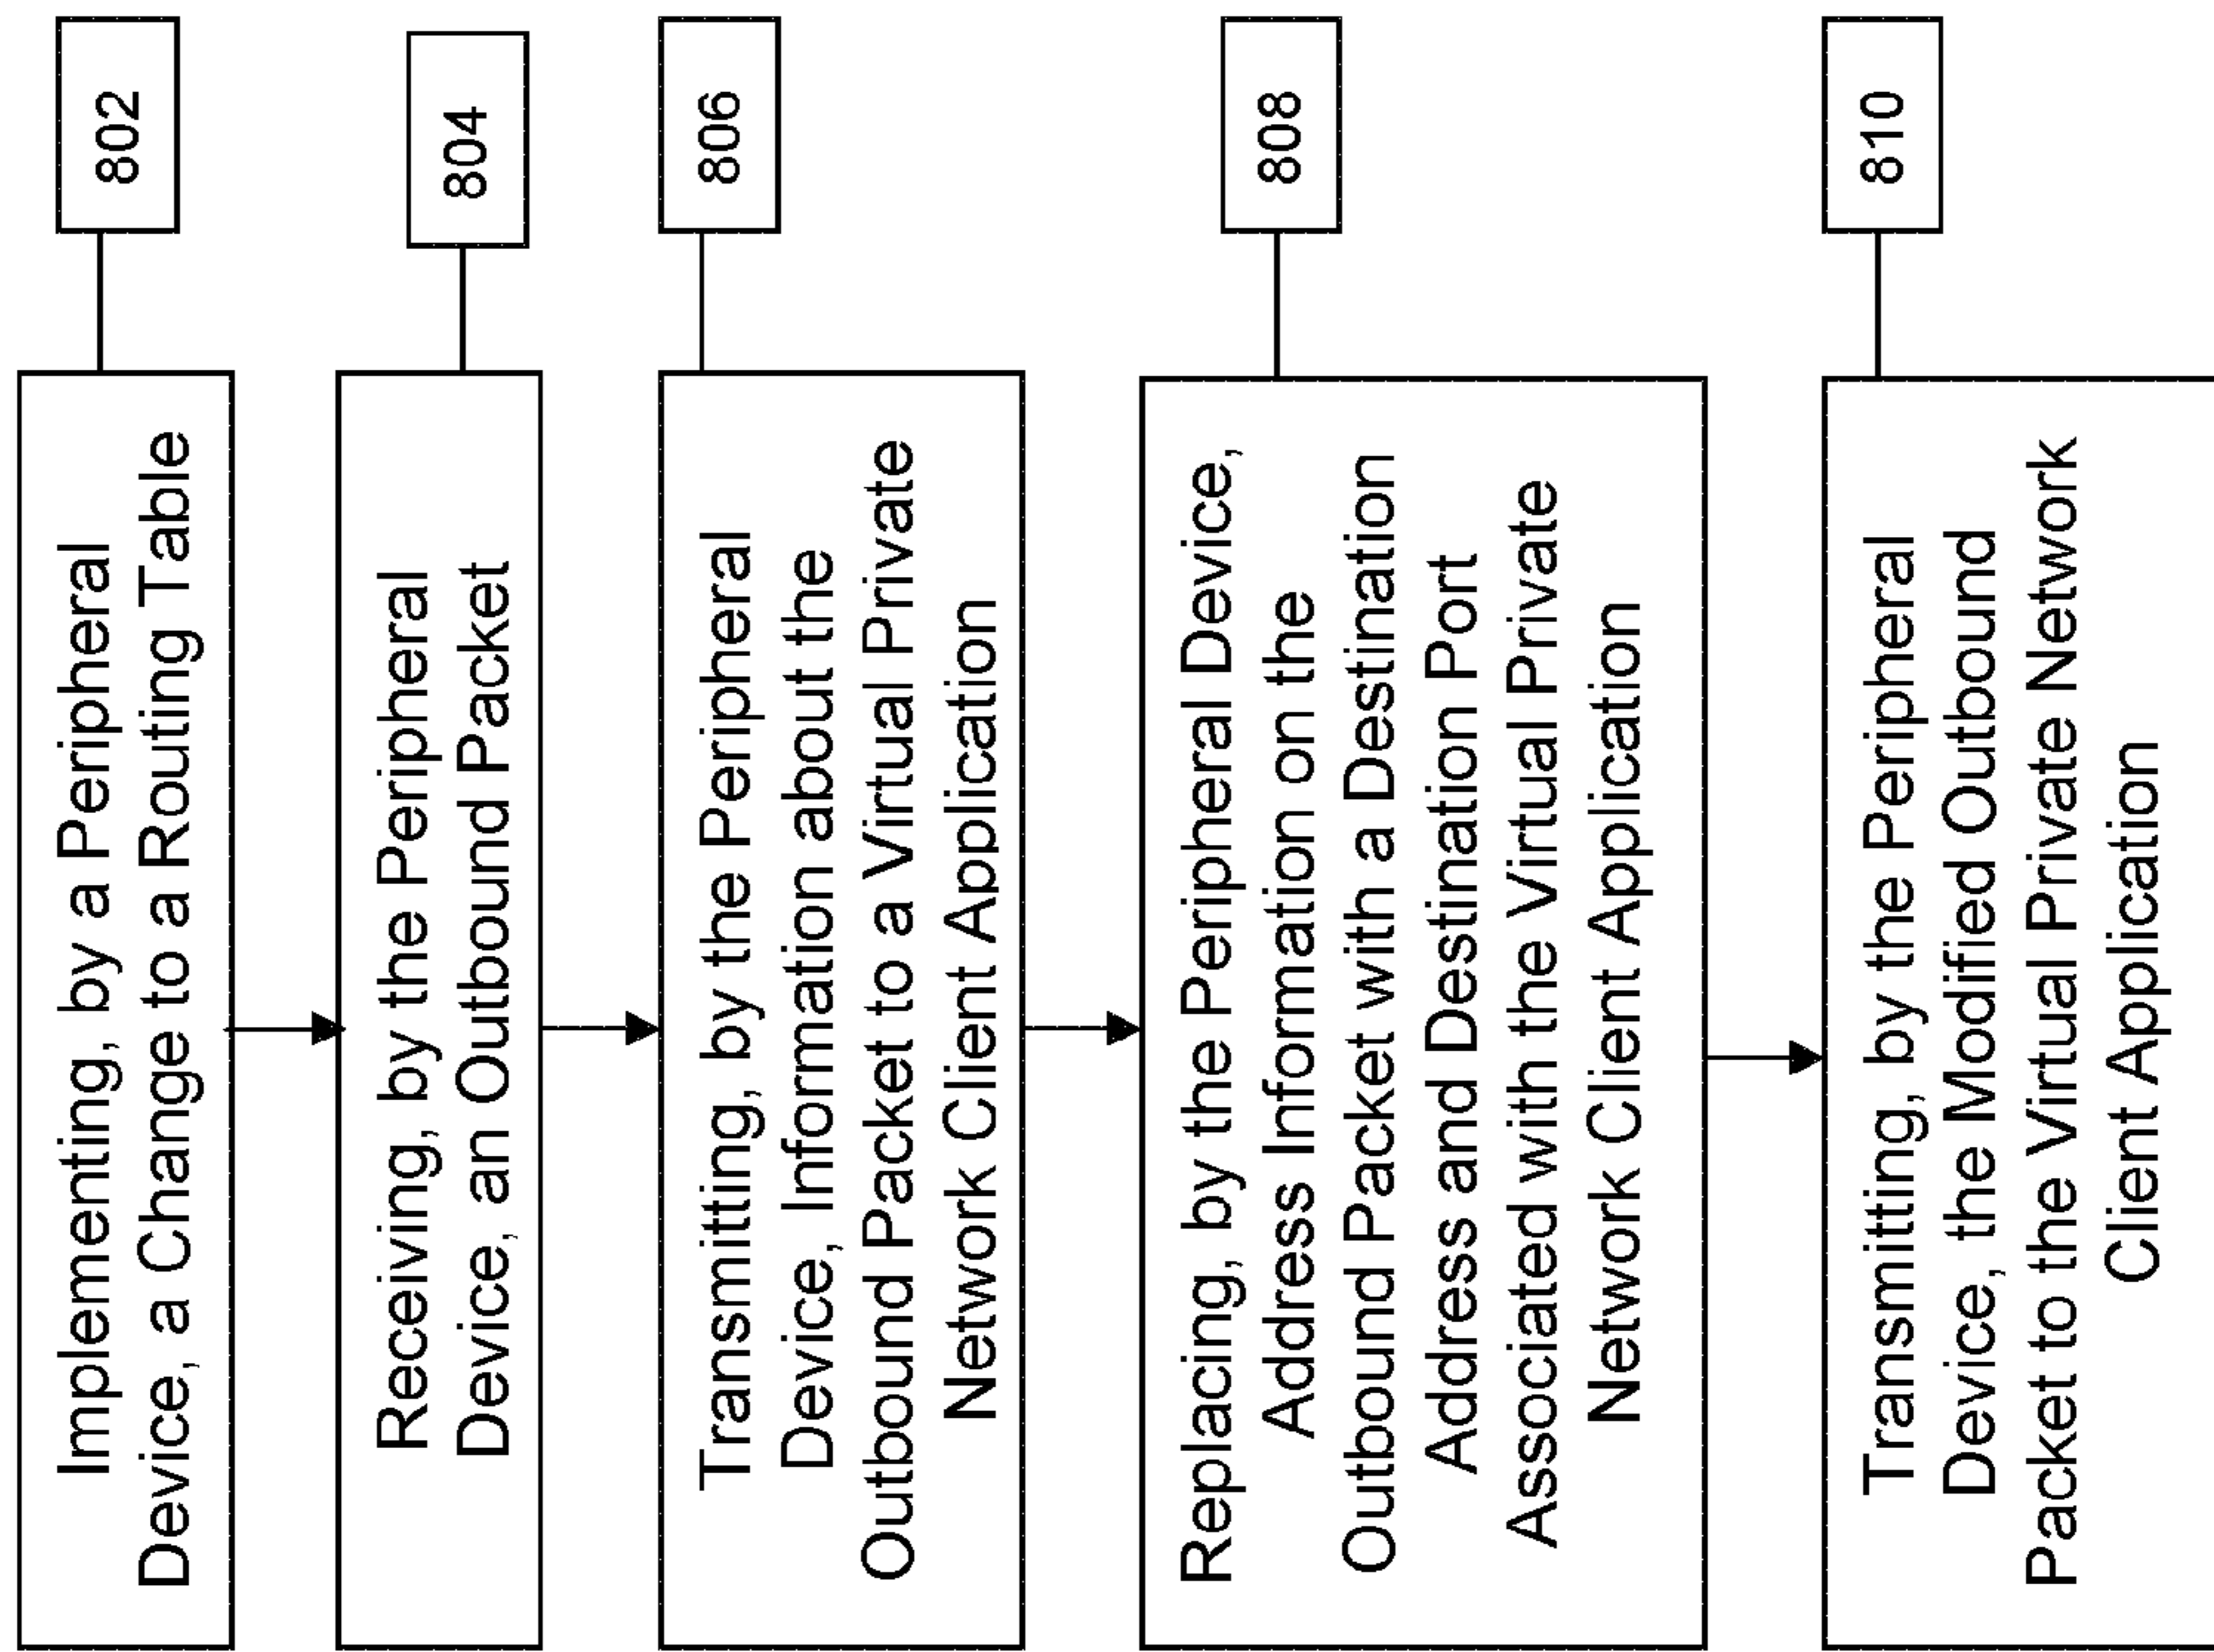 Implementing, by a Peripheral
Device, a Change to a Routing Table
802
Receiving, by the Peripheral
Device, an Outbound Packet
804
Transmitting, by the Peripheral
Device, Information about the
Outbound Packet to a Virtual Private
Network Client Application
806
Replacing, by the Peripheral Device,
Address Information on the
Outbound Packet with a Destination
Address and Destination Port
Associated with the Virtual Private
Network Client Application
808
Transmitting, by the Peripheral
Device, the Modified Outbound
Packet to the Virtual Private Network
Client Application
810